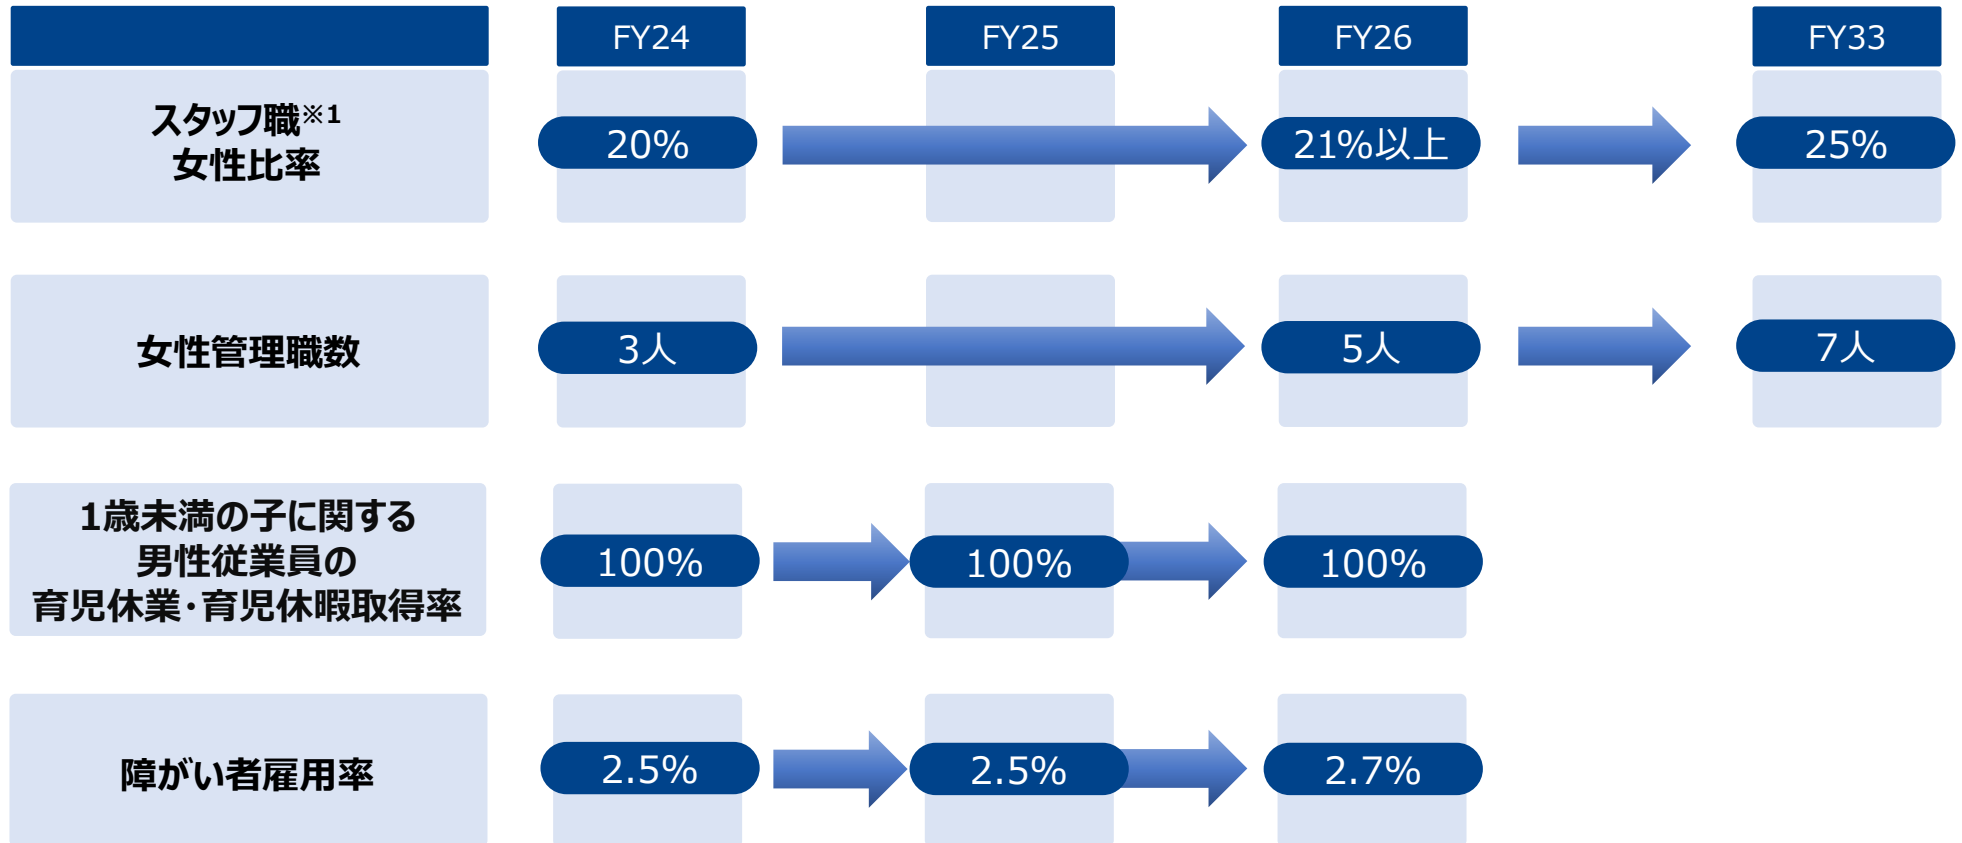 FY24 FY25 FY26 FY33
スタッフ職※1
女性比率
20% 21%以上 25%
女性管理職数
3人 5人 7人
1歳未満の子に関する
男性従業員の
育児休業・育児休暇取得率
100% 100% 100%
障がい者雇用率
2.5% 2.5% 2.7%